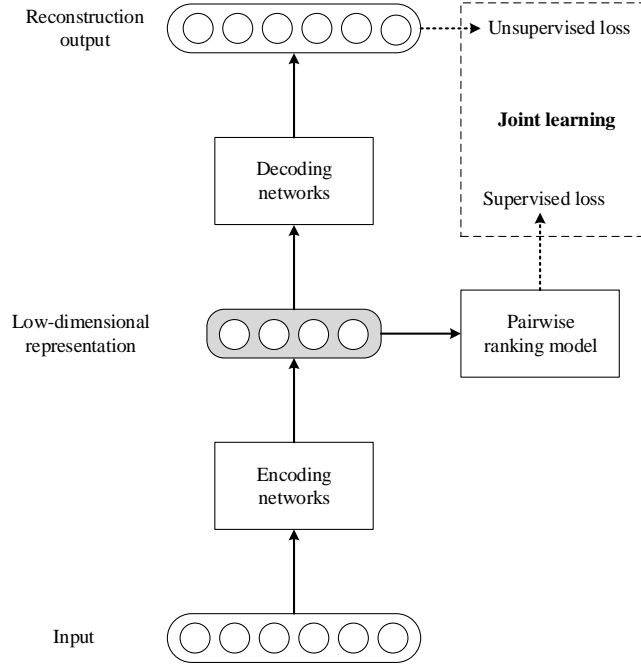 Reconstruction
output
Unsupervised loss
Joint learning
Decoding
networks
Supervised loss
Low-dimensional
representation
Pairwise
ranking model
Encoding
networks
Input